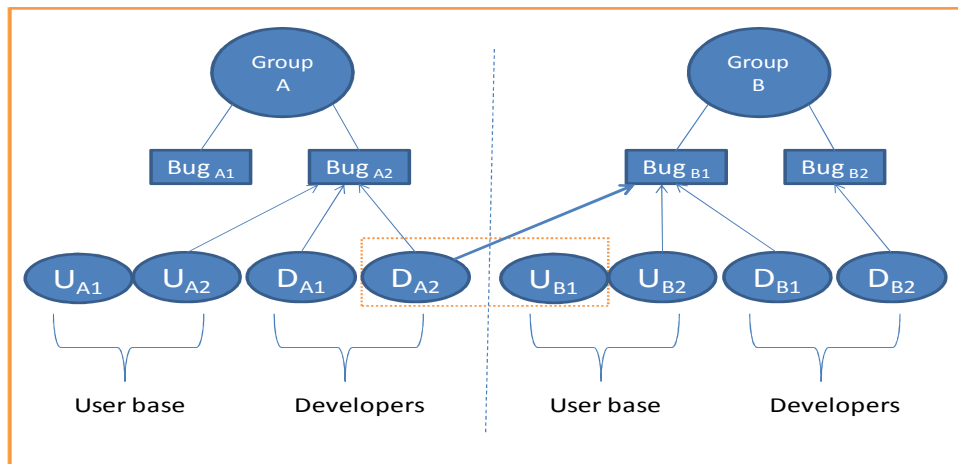 Group
A
Group
B
Bug A1
Bug A2
Bug B1
Bug B2
UA1
UA2
DA1
DA2
UB1
UB2
DB1
DB2
User base
Developers
User base
Developers